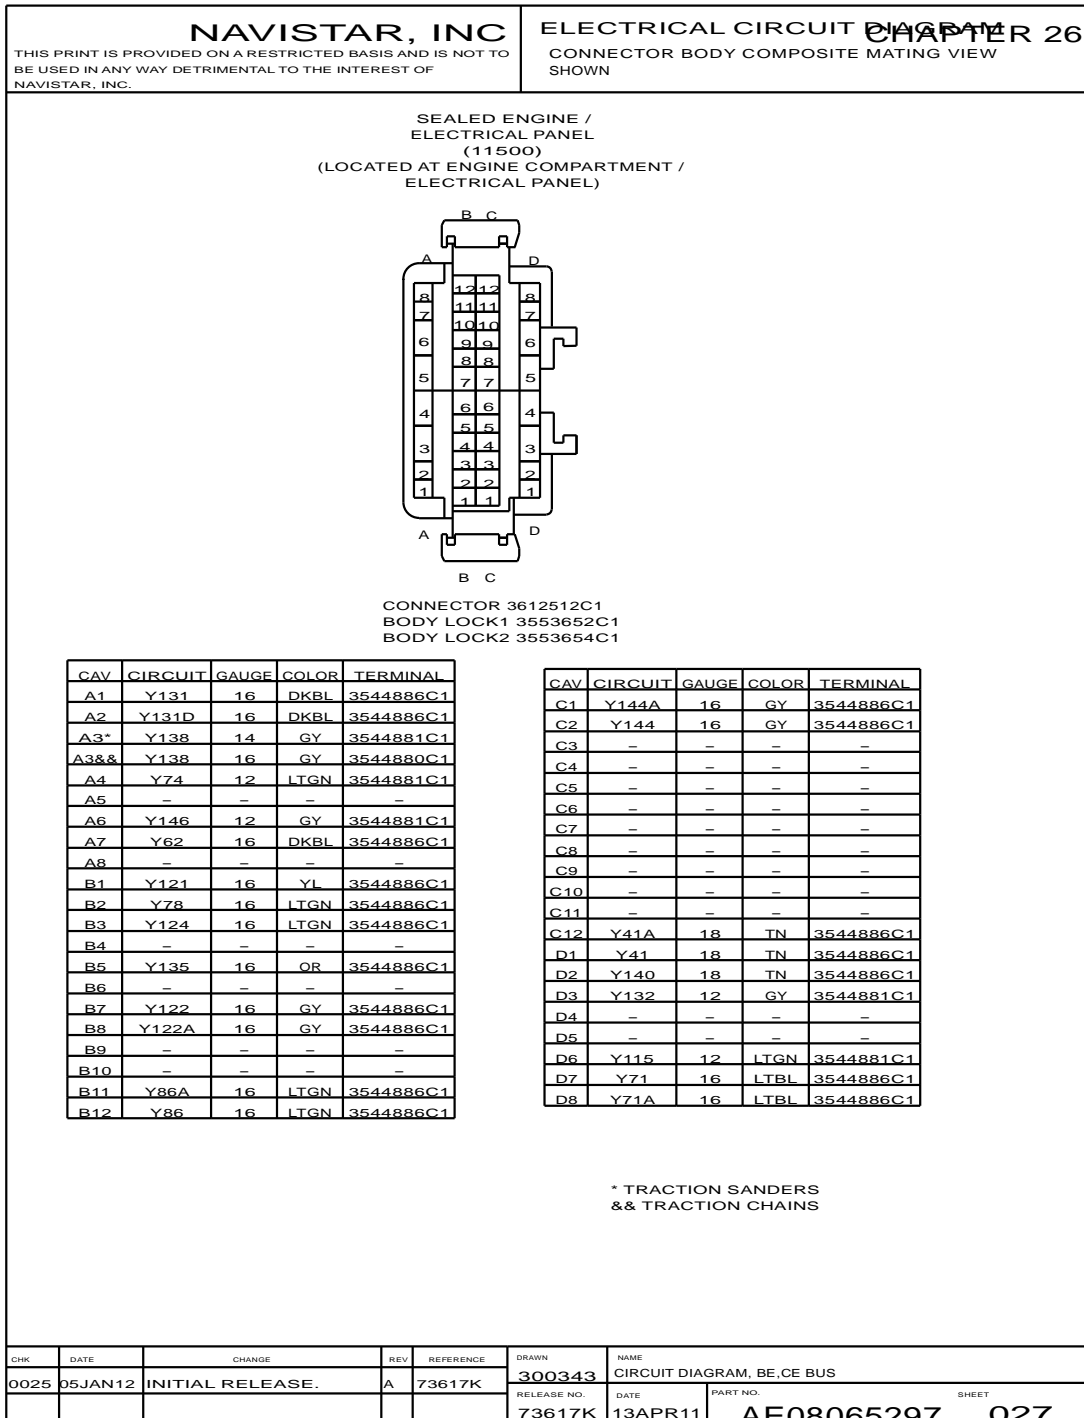 NAVISTAR, INC
THIS PRINT IS PROVIDED ON A RESTRICTED BASIS AND IS NOT TO
BE USED IN ANY WAY DETRIMENTAL TO THE INTEREST OF
NAVISTAR, INC.
ELECTRICAL CIRCUIT DIAGRAM
CHAPTER 26
CONNECTOR BODY COMPOSITE MATING VIEW
SHOWN
SEALED ENGINE /
ELECTRICAL PANEL
(11500)
(LOCATED AT ENGINE COMPARTMENT /
ELECTRICAL PANEL)
B C
A D
12 12
8 8
11 11
7 7
10 10
6 9 9 6
8 8
5 7 7 5
6 6
4 4
5 5
4 4
3 3
3 3
2 2
2 2
1 1
1 1
A D
B C
CONNECTOR 3612512C1
BODY LOCK1 3553652C1
BODY LOCK2 3553654C1
CAV CIRCUIT GAUGE COLOR TERMINAL
A1 Y131 16 DKBL 3544886C1
A2 Y131D 16 DKBL 3544886C1
A3* Y138 14 GY 3544881C1
A3&& Y138 16 GY 3544880C1
A4 Y74 12 LTGN 3544881C1
A5 – – – –
A6 Y146 12 GY 3544881C1
A7 Y62 16 DKBL 3544886C1
A8 – – – –
B1 Y121 16 YL 3544886C1
B2 Y78 16 LTGN 3544886C1
B3 Y124 16 LTGN 3544886C1
B4 – – – –
B5 Y135 16 OR 3544886C1
B6 – – – –
B7 Y122 16 GY 3544886C1
B8 Y122A 16 GY 3544886C1
B9 – – – –
B10 – – – –
B11 Y86A 16 LTGN 3544886C1
B12 Y86 16 LTGN 3544886C1
CAV CIRCUIT GAUGE COLOR TERMINAL
C1 Y144A 16 GY 3544886C1
C2 Y144 16 GY 3544886C1
C3 – – – –
C4 – – – –
C5 – – – –
C6 – – – –
C7 – – – –
C8 – – – –
C9 – – – –
C10 – – – –
C11 – – – –
C12 Y41A 18 TN 3544886C1
D1 Y41 18 TN 3544886C1
D2 Y140 18 TN 3544886C1
D3 Y132 12 GY 3544881C1
D4 – – – –
D5 – – – –
D6 Y115 12 LTGN 3544881C1
D7 Y71 16 LTBL 3544886C1
D8 Y71A 16 LTBL 3544886C1
* TRACTION SANDERS
&& TRACTION CHAINS
CHK DATE CHANGE REV REFERENCE
0025 05JAN12 INITIAL RELEASE. A 73617K
DRAWN
300343
NAME
CIRCUIT DIAGRAM, BE,CE BUS
RELEASE NO.
73617K
DATE
13APR11
PART NO.
AE08065297
SHEET
027